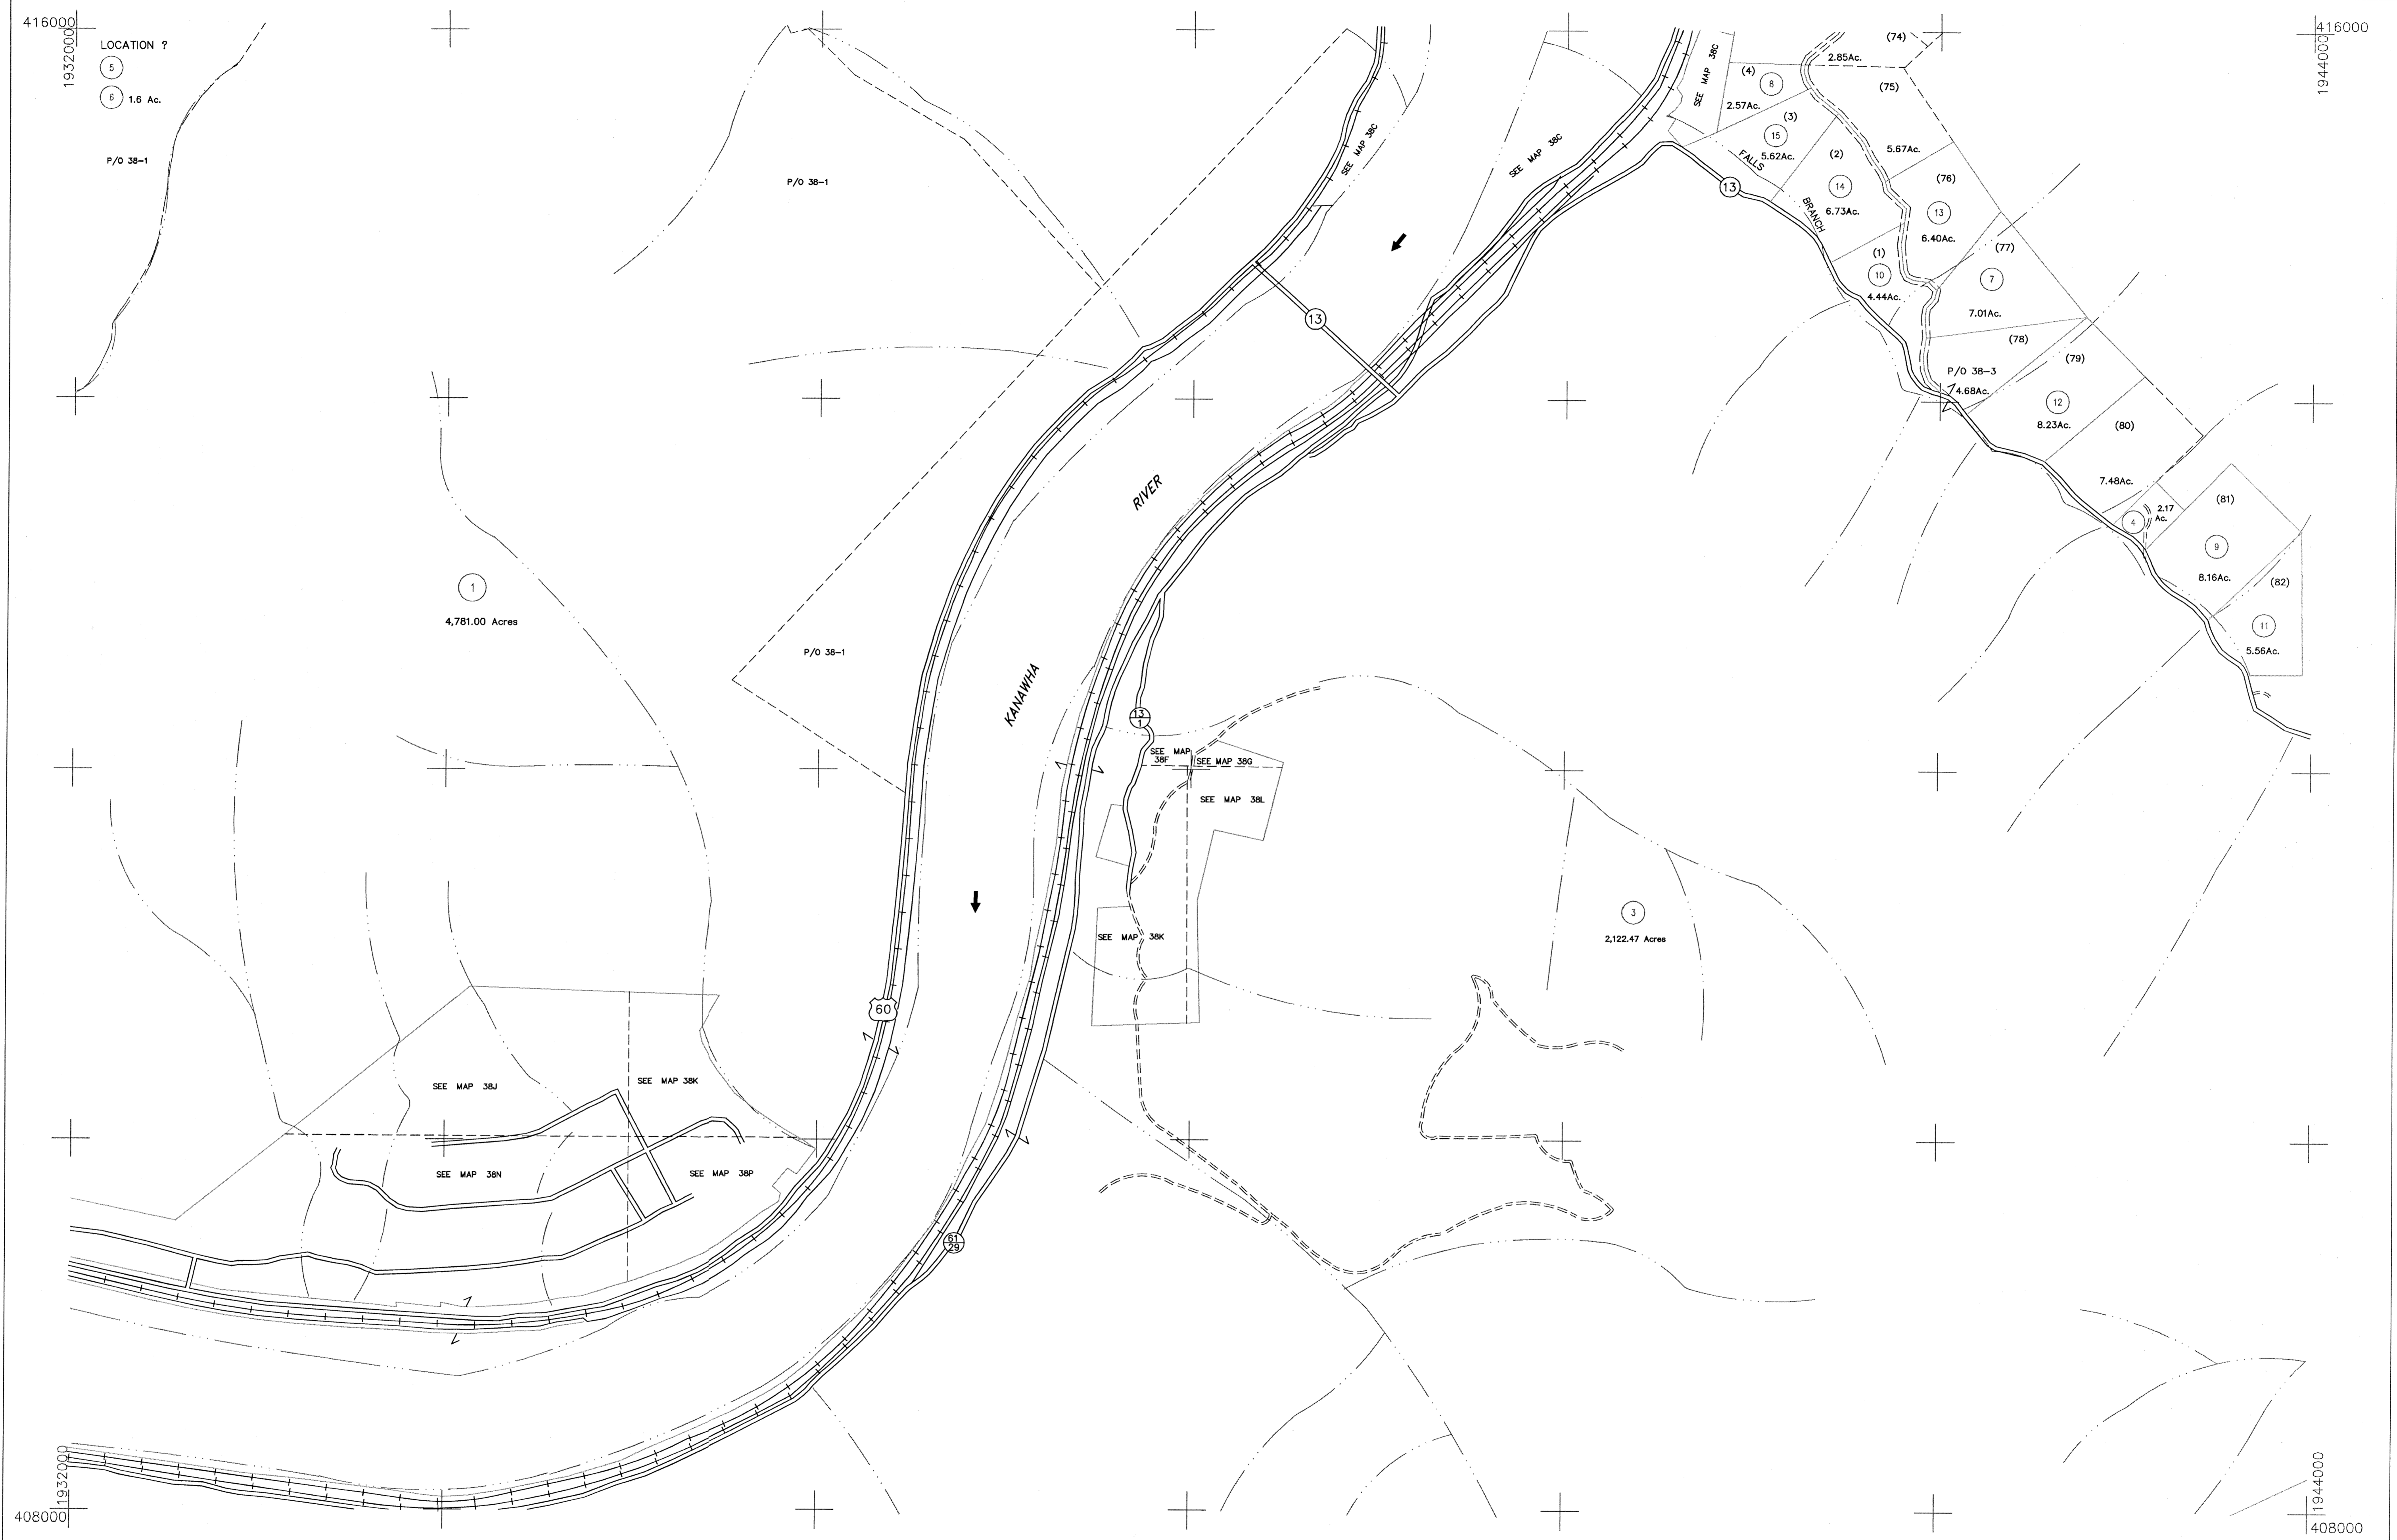 416000
1932000
LOCATION ?
5
6 1.6 Ac.
P/O 38-1
P/O 38-1
SEE MAP 38C
SEE MAP 38C
SEE MAP 38C
416000
1944000
(74)
2.85Ac.
(4)
8
2.57Ac.
(75)
5.67Ac.
(3)
15
5.62Ac.
FALLS
BRANCH
13
(2)
14
6.73Ac.
(76)
13
6.40Ac.
(1)
10
4.44Ac.
(77)
7
7.01Ac.
(78)
P/O 38-3
4.68Ac.
(79)
12
8.23Ac.
(80)
7.48Ac.
4
2.17
Ac.
(81)
9
8.16Ac.
(82)
11
5.56Ac.
13
RIVER
KANAWHA
1
4,781.00 Acres
P/O 38-1
13
1
SEE MAP
38F
SEE MAP 38G
SEE MAP 38L
SEE MAP 38K
3
2,122.47 Acres
60
SEE MAP 38J
SEE MAP 38K
SEE MAP 38N
SEE MAP 38P
61
29
1932000
408000
1944000
408000